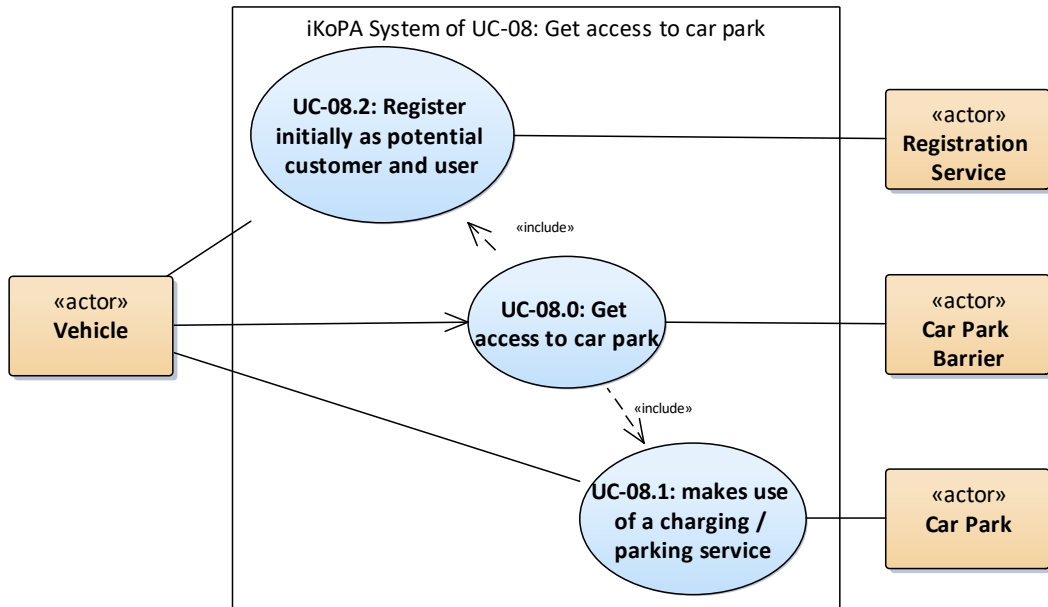 iKoPA System of UC-08: Get access to car park
UC-08.2: Register
initially as potential
customer and user
«actor»
Registration
Service
«include»
«actor»
Vehicle
UC-08.0: Get
access to car park
«actor»
Car Park
Barrier
«include»
UC-08.1: makes use
of a charging /
parking service
«actor»
Car Park